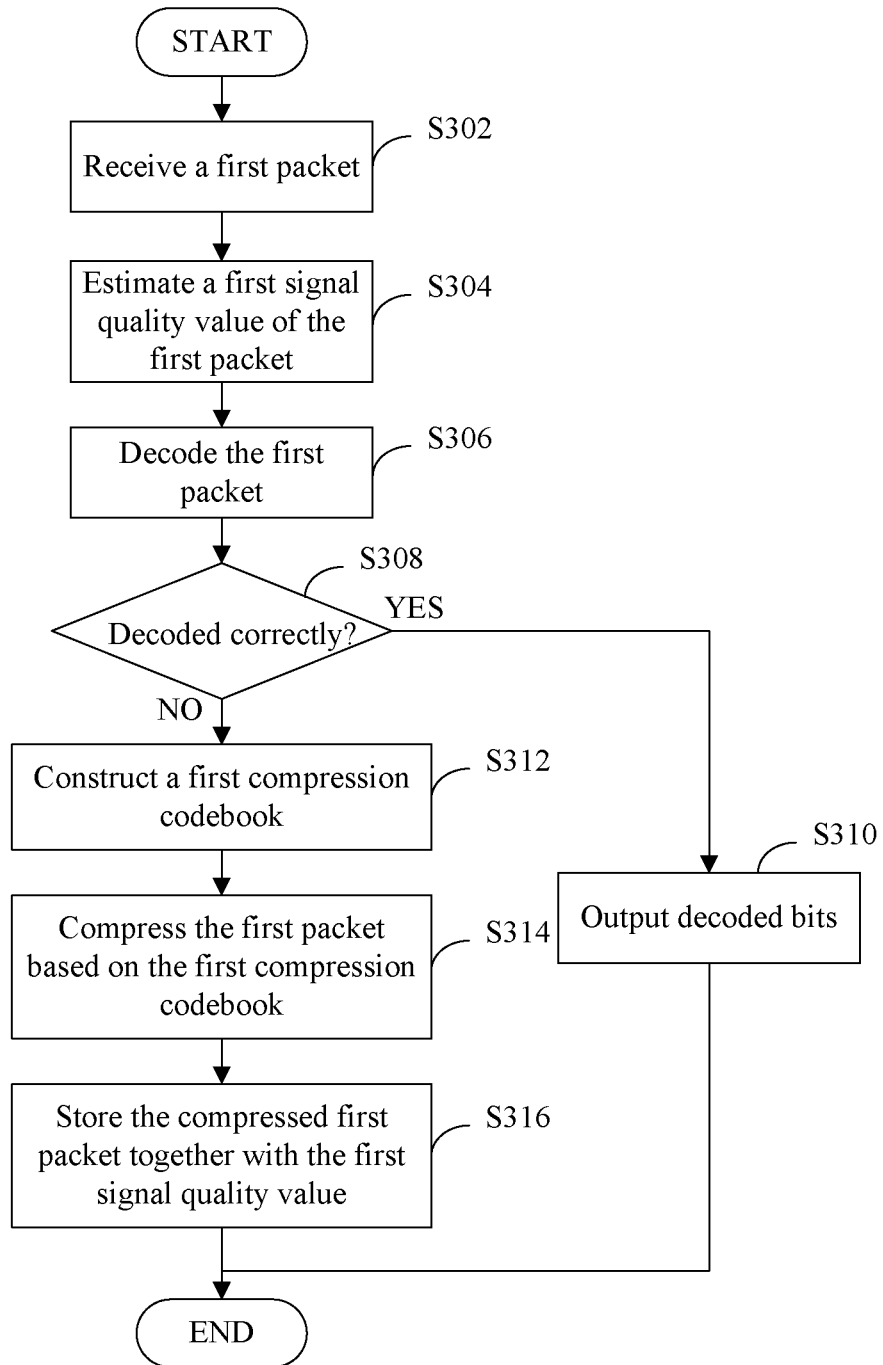 START
S302
Receive a first packet
S304
Estimate a first signal
quality value of the
first packet
S306
Decode the first
packet
S308
YES
Decoded correctly?
NO
S312
Construct a first compression
codebook
S310
Output decoded bits
S314
Compress the first packet
based on the first compression
codebook
S316
Store the compressed first
packet together with the first
signal quality value
END